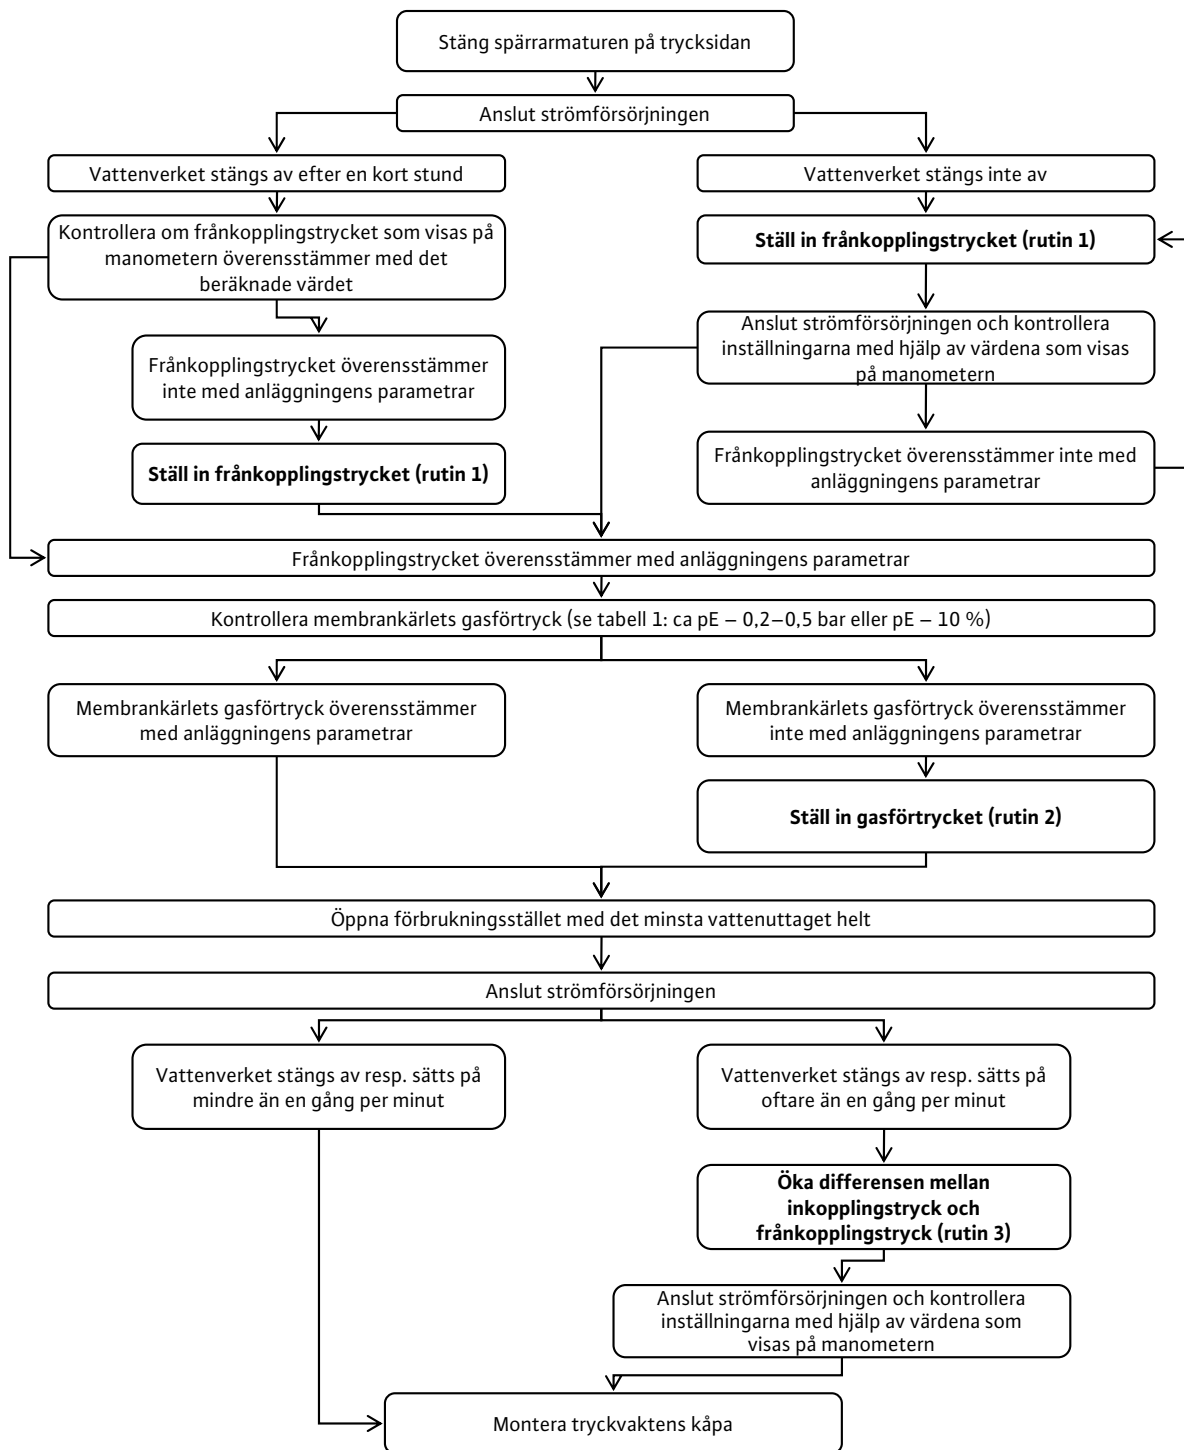 Stäng spärrarmaturen på trycksidan
Anslut strömförsörjningen
Vattenverket stängs av efter en kort stund
Vattenverket stängs inte av
Kontrollera om frånkopplingstrycket som visas på
manometern överensstämmer med det
beräknade värdet
Ställ in frånkopplingstrycket (rutin 1)
Anslut strömförsörjningen och kontrollera
inställningarna med hjälp av värdena som visas
på manometern
Frånkopplingstrycket överensstämmer
inte med anläggningens parametrar
Ställ in frånkopplingstrycket (rutin 1)
Frånkopplingstrycket överensstämmer inte med
anläggningens parametrar
Frånkopplingstrycket överensstämmer med anläggningens parametrar
Kontrollera membrankärlets gasförtryck (se tabell 1: ca pE – 0,2–0,5 bar eller pE – 10 %)
Membrankärlets gasförtryck överensstämmer
med anläggningens parametrar
Membrankärlets gasförtryck överensstämmer
inte med anläggningens parametrar
Ställ in gasförtrycket (rutin 2)
Öppna förbrukningsstället med det minsta vattenuttaget helt
Anslut strömförsörjningen
Vattenverket stängs av resp. sätts på
mindre än en gång per minut
Vattenverket stängs av resp. sätts på
oftare än en gång per minut
Öka differensen mellan
inkopplingstryck och
frånkopplingstryck (rutin 3)
Anslut strömförsörjningen och kontrollera
inställningarna med hjälp av värdena som
visas på manometern
Montera tryckvaktens kåpa